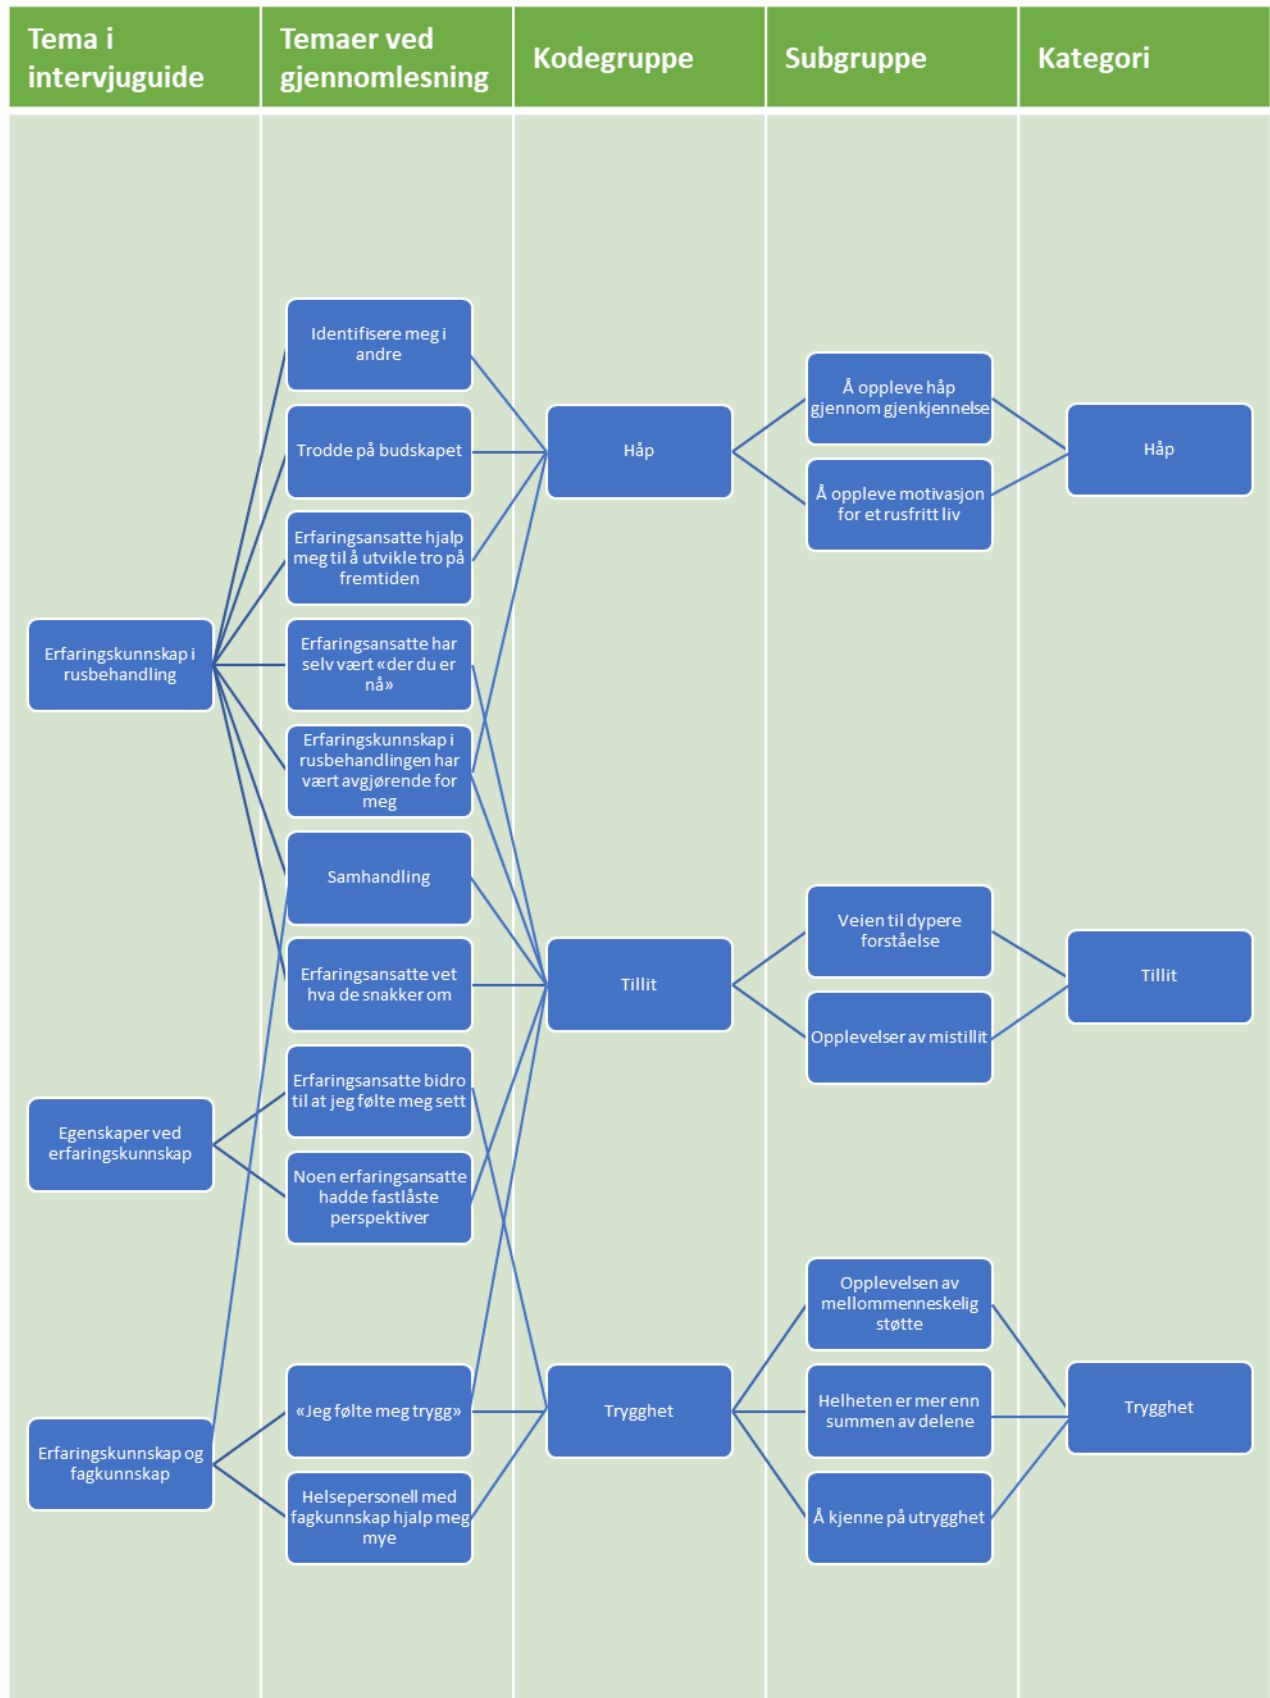 Tema i
intervjuguide
Temaer ved
gjennomlesning
Kodegruppe
Subgruppe
Kategori
Erfaringskunnskap i
rusbehandling
Egenskaper ved
erfaringskunnskap
Erfaringskunnskap og
fagkunnskap
Identifisere meg i
andre
Trodde på budskapet
Erfaringsansatte hjalp
meg til å utvikle tro på
fremtiden
Erfaringsansatte har
selv vært «der du er
nå»
Erfaringskunnskap i
rusbehandlingen har
vært avgjørende for
meg
Samhandling
Erfaringsansatte vet
hva de snakker om
Erfaringsansatte bidro
til at jeg følte meg sett
Noen erfaringsansatte
hadde fastlåste
perspektiver
«Jeg følte meg trygg»
Helsepersonell med
fagkunnskap hjalp meg
mye
Håp
Tillit
Trygghet
Å oppleve håp
gjennom gjenkjennelse
Å oppleve motivasjon
for et rusfritt liv
Veien til dypere
forståelse
Opplevelser av mistillit
Opplevelsen av
mellommenneskelig
støtte
Helheten er mer enn
summen av delene
Å kjenne på utrygghet
Håp
Tillit
Trygghet